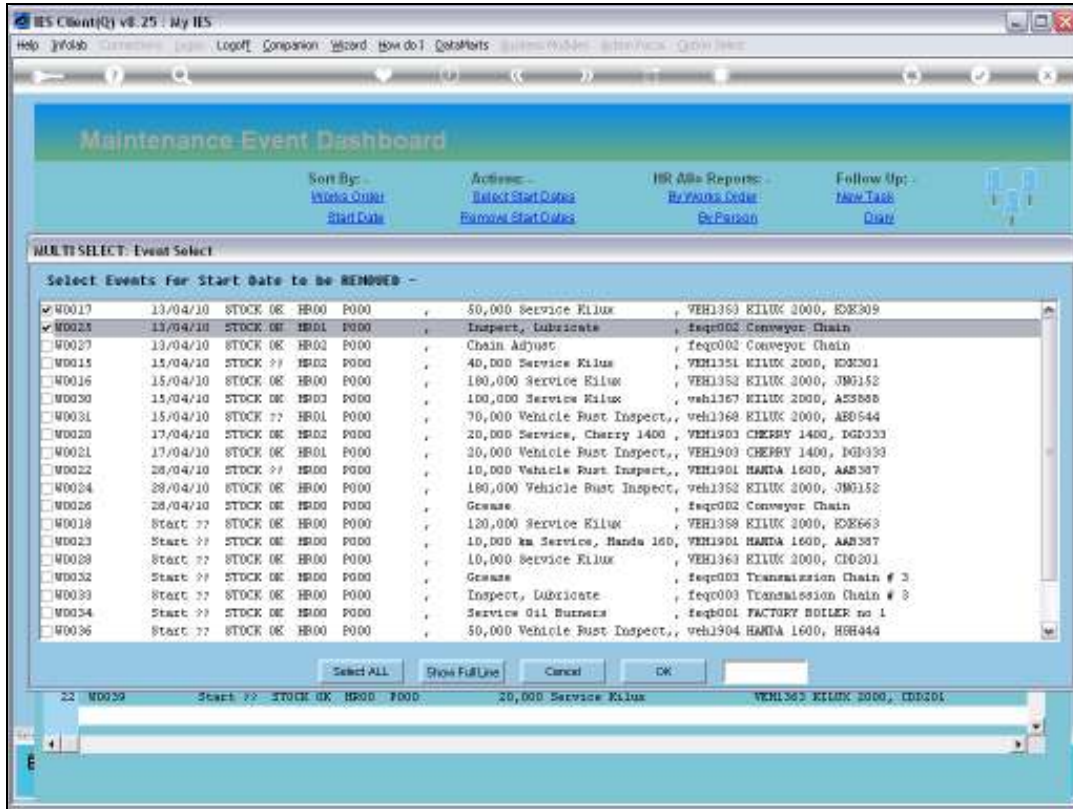 IES Client(Q) v8.25 : My IES
Help Infolab Logoff Companion Wizard How do I DataMarts
Maintenance Event Dashboard
Sort By: - Actions: - HR Allo Reports: - Follow Up: -
Works Order Select Start Dates By Works Order New Task
Start Date Remove Start Dates By Person Diary
MULTI SELECT: Event Select
Select Events for Start Date to be REMOVED -
W0017 13/04/10 STOCK OK HR00 P000 , 50,000 Service Kilux , VEH1353 KILUX 2000,
W0025 13/04/10 STOCK OK HR01 P000 , Inspect, Lubricate , feqc002 Conveyor Chain
W0027 13/04/10 STOCK OK HR02 P000 , Chain Adjust , feqc002 Conveyor Chain
W0015 15/04/10 STOCK ?? HR02 P000 , 40,000 Service Kilux , VEH1351 KILUX 2000,
W0016 15/04/10 STOCK OK HR00 P000 , 180,000 Service Kilux , VEH1352 KILUX 2000, JNG152
W0030 15/04/10 STOCK OK HR03 P000 , 100,000 Service Kilux , veh1367 KILUX 2000,
W0031 15/04/10 STOCK ?? HR01 P000 , 70,000 Vehicle Rust Inspect,, veh1368 KILUX 2000,
W0020 17/04/10 STOCK OK HR02 P000 , 20,000 Service, Cherry 1400 , VEH1903 CHERRY 1400, DGD333
W0021 17/04/10 STOCK OK HR01 P000 , 20,000 Vehicle Rust Inspect,, VEH1903 CHERRY 1400, DGD333
W0022 28/04/10 STOCK ?? HR00 P000 , 10,000 Vehicle Rust Inspect,, VEH1901 HANDA 1600, AAB387
W0024 28/04/10 STOCK OK HR00 P000 , 180,000 Vehicle Rust Inspect, veh1352 KILUX 2000, JNG152
W0026 28/04/10 STOCK OK HR00 P000 , Grease , feqc002 Conveyor Chain
W0018 Start ?? STOCK OK HR00 P000 , 120,000 Service Kilux , VEH1358 KILUX 2000,
W0023 Start ?? STOCK OK HR00 P000 , 10,000 km Service, Handa 160, VEH1901 HANDA 1600, AAB387
W0028 Start ?? STOCK OK HR00 P000 , 10,000 Service Kilux , VEH1363 KILUX 2000, CDD201
W0032 Start ?? STOCK OK HR00 P000 , Grease , feqc003 Transmission Chain # 3
W0033 Start ?? STOCK OK HR00 P000 , Inspect, Lubricate , feqc003 Transmission Chain # 3
W0034 Start ?? STOCK OK HR00 P000 , Service Oil Burners , feqb001 FACTORY BOILER no 1
W0036 Start ?? STOCK OK HR00 P000 , 50,000 Vehicle Rust Inspect,, veh1904 HANDA 1600, HGH444
Select ALL Show Full Line Cancel OK
22 W0039 Start ?? STOCK OK HR00 P000 20,000 Service Kilux VEH1363 KILUX 2000, CDD201